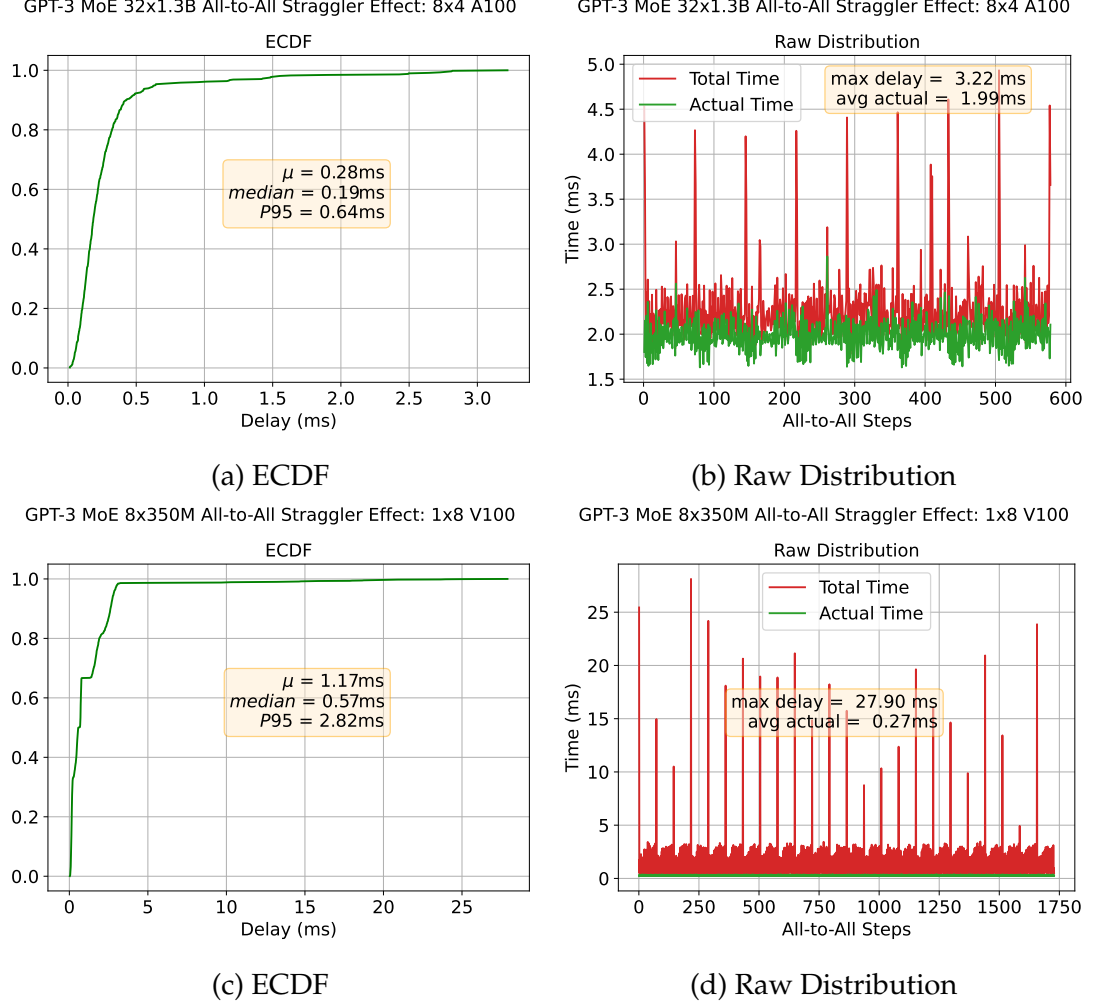 GPT-3 MoE 32x1.3B All-to-All Straggler Effect: 8x4 A100
ECDF
1.0
0.8
0.6
0.4
0.2
0.0
μ = 0.28ms
median = 0.19ms
P95 = 0.64ms
0.0 0.5 1.0 1.5 2.0 2.5 3.0
Delay (ms)
(a) ECDF
GPT-3 MoE 32x1.3B All-to-All Straggler Effect: 8x4 A100
Raw Distribution
Time (ms)
5.0
4.5
4.0
3.5
3.0
2.5
2.0
1.5
Total Time
Actual Time
max delay = 3.22 ms
avg actual = 1.99ms
0 100 200 300 400 500 600
All-to-All Steps
(b) Raw Distribution
GPT-3 MoE 8x350M All-to-All Straggler Effect: 1x8 V100
ECDF
1.0
0.8
0.6
0.4
0.2
0.0
μ = 1.17ms
median = 0.57ms
P95 = 2.82ms
0 5 10 15 20 25
Delay (ms)
(c) ECDF
GPT-3 MoE 8x350M All-to-All Straggler Effect: 1x8 V100
Raw Distribution
Time (ms)
25
20
15
10
5
0
Total Time
Actual Time
max delay = 27.90 ms
avg actual = 0.27ms
0 250 500 750 1000 1250 1500 1750
All-to-All Steps
(d) Raw Distribution